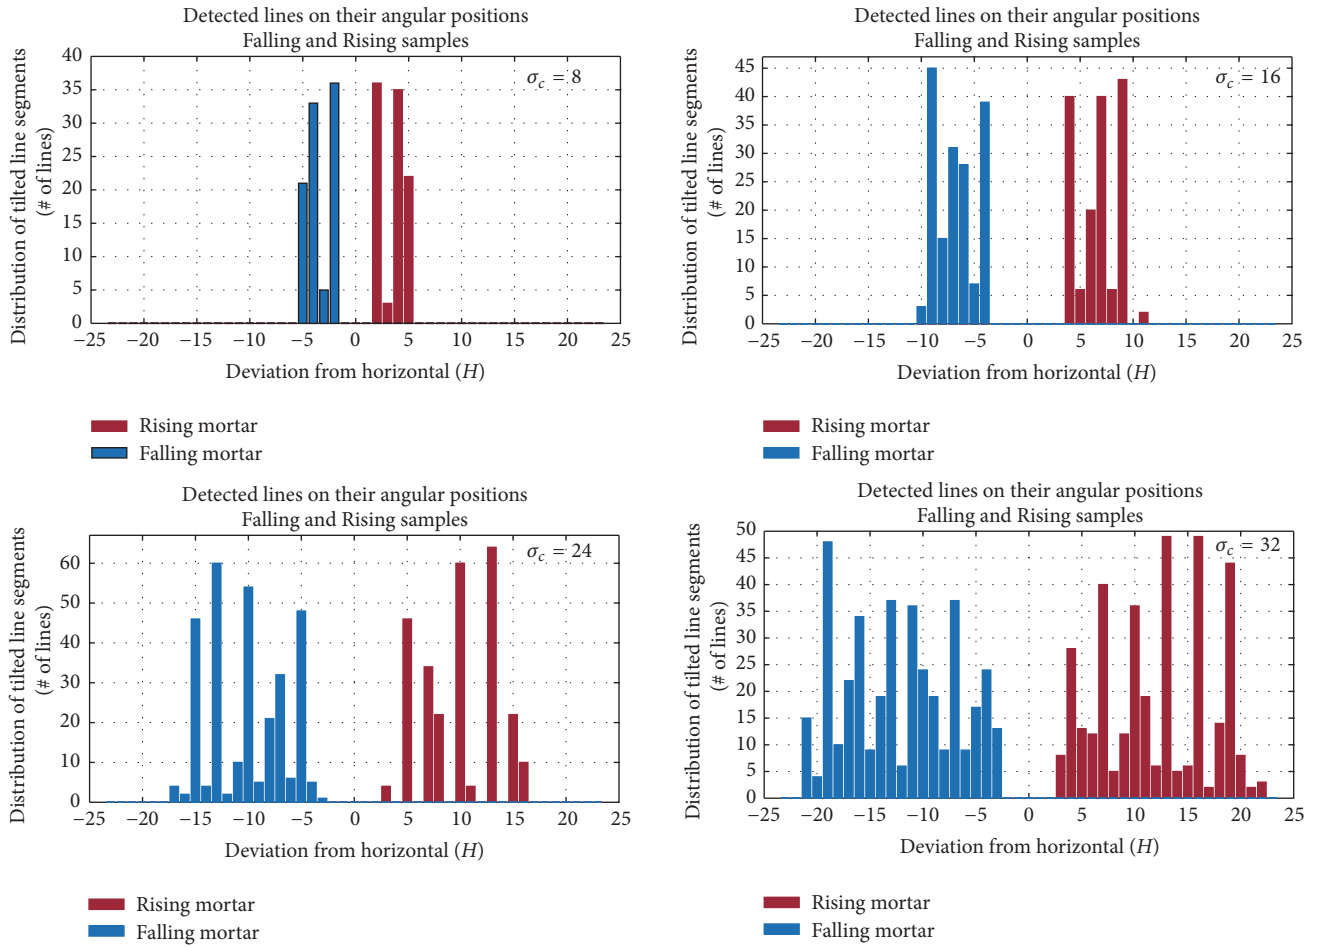 Detected lines on their angular positions
Falling and Rising samples
Distribution of tilted line segments
(# of lines)
40
35
30
25
20
15
10
5
0
σc = 8
−25 −20 −15 −10 −5 0 5 10 15 20 25
Deviation from horizontal (H)
Rising mortar
Falling mortar
Detected lines on their angular positions
Falling and Rising samples
Distribution of tilted line segments
(# of lines)
45
40
35
30
25
20
15
10
5
0
σc = 16
−25 −20 −15 −10 −5 0 5 10 15 20 25
Deviation from horizontal (H)
Rising mortar
Falling mortar
Detected lines on their angular positions
Falling and Rising samples
Distribution of tilted line segments
(# of lines)
60
50
40
30
20
10
0
σc = 24
−25 −20 −15 −10 −5 0 5 10 15 20 25
Deviation from horizontal (H)
Rising mortar
Falling mortar
Detected lines on their angular positions
Falling and Rising samples
Distribution of tilted line segments
(# of lines)
50
45
40
35
30
25
20
15
10
5
0
σc = 32
−25 −20 −15 −10 −5 0 5 10 15 20 25
Deviation from horizontal (H)
Rising mortar
Falling mortar